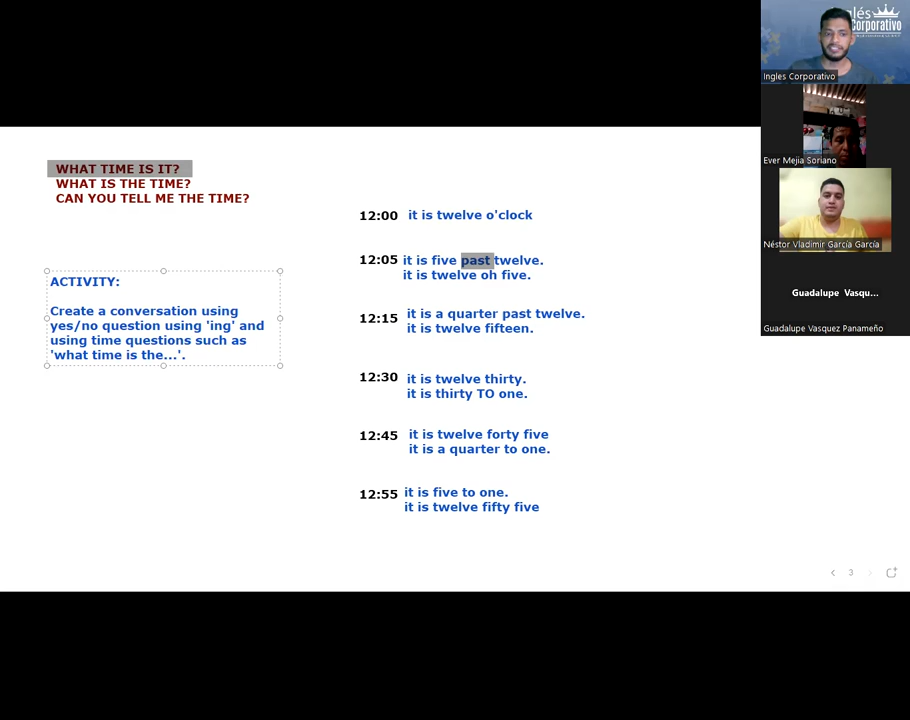 WHAT TIME IS IT?
WHAT IS THE TIME?
CAN YOU TELL ME THE TIME?
ACTIVITY:
Create a conversation using
yes/no question using 'ing' and
using time questions such as
'what time is the...'.
12:00 it is twelve o'clock
12:05 it is five past twelve.
it is twelve oh five.
12:15 it is a quarter past twelve.
it is twelve fifteen.
12:30 it is twelve thirty.
it is thirty TO one.
12:45 it is twelve forty five
it is a quarter to one.
12:55 it is five to one.
it is twelve fifty five
3
Corporativo
Ingles Corporativo
Ever Mejia Soriano
Néstor Vladimir García García
Guadalupe Vasqu...
Guadalupe Vasquez Panameño